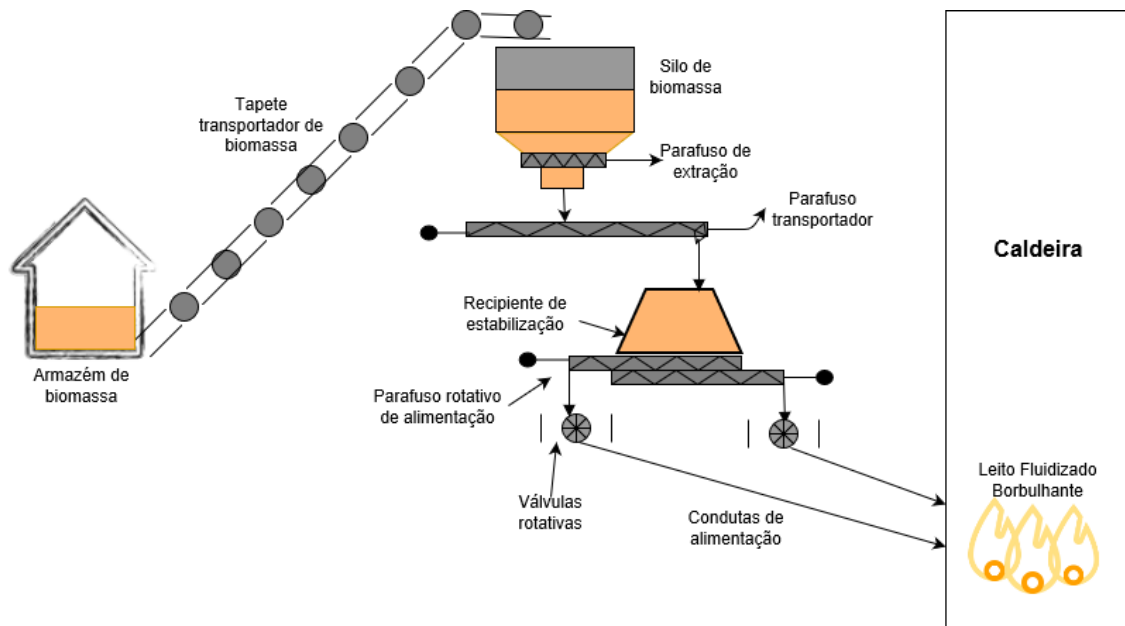 Tapete
transportador de
biomassa
Silo de
biomassa
Parafuso de
extração
Parafuso
transportador
Caldeira
Recipiente de
estabilização
Armazém de
biomassa
Parafuso rotativo
de alimentação
Válvulas
rotativas
Condutas de
alimentação
Leito Fluidizado
Borbulhante